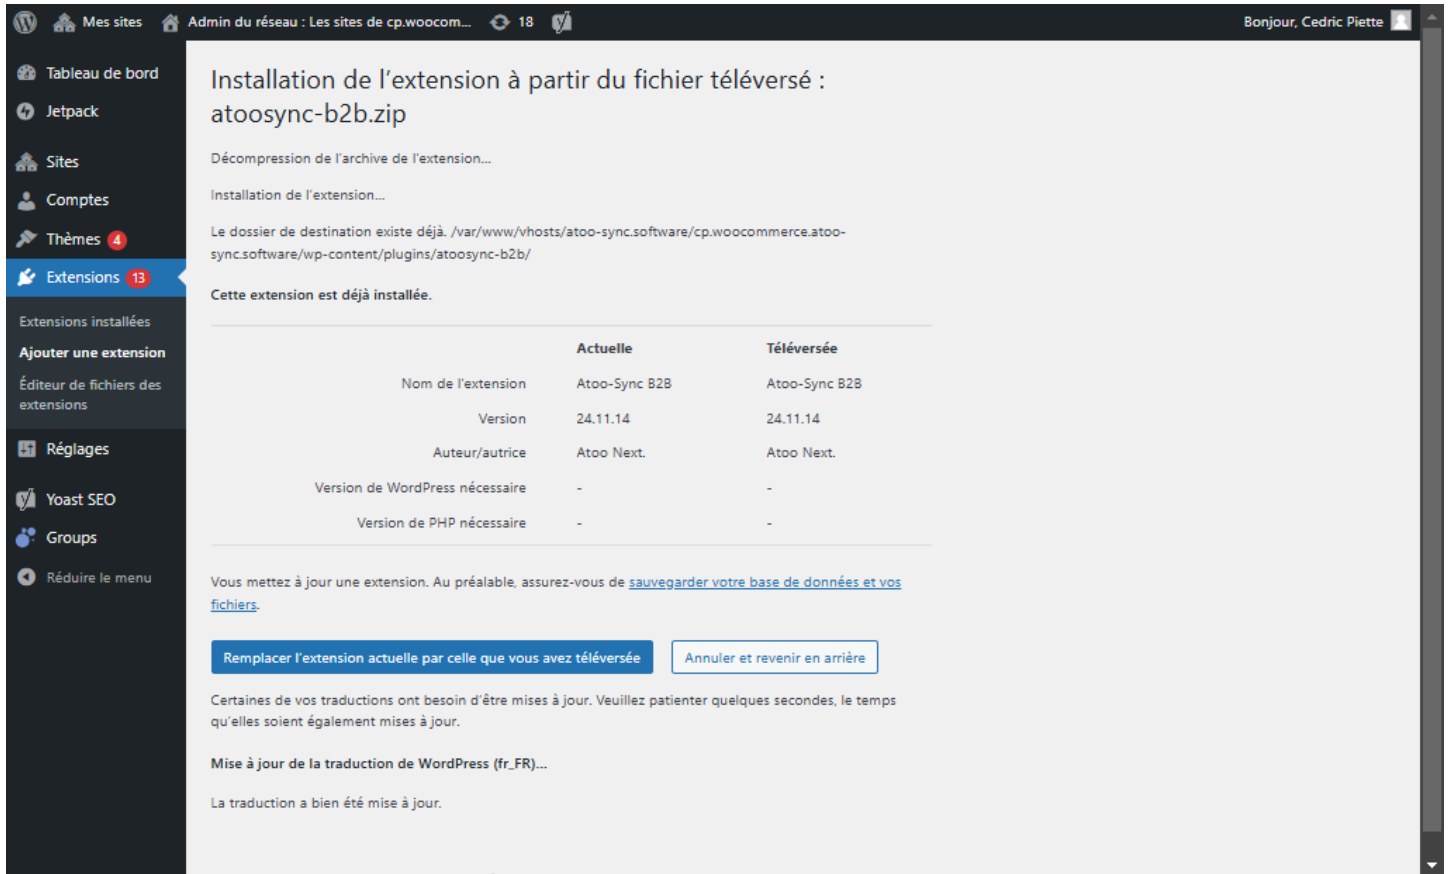 Mes sites
Admin du réseau : Les sites de cp.woocom...
18
Bonjour, Cedric Piette
Tableau de bord
Jetpack
Sites
Comptes
Thèmes 4
Extensions 13
Extensions installées
Ajouter une extension
Éditeur de fichiers des
extensions
Réglages
Yoast SEO
Groups
Réduire le menu
Installation de l’extension à partir du fichier téléversé :
atoosync-b2b.zip
Décompression de l’archive de l’extension...
Installation de l’extension...
Le dossier de destination existe déjà. /var/www/vhosts/atoo-sync.software/cp.woocommerce.atoo-
sync.software/wp-content/plugins/atoosync-b2b/
Cette extension est déjà installée.
Actuelle Téléversée
Nom de l’extension Atoo-Sync B2B Atoo-Sync B2B
Version 24.11.14 24.11.14
Auteur/autrice Atoo Next. Atoo Next.
Version de WordPress nécessaire - -
Version de PHP nécessaire - -
Vous mettez à jour une extension. Au préalable, assurez-vous de sauvegarder votre base de données et vos
fichiers.
Remplacer l’extension actuelle par celle que vous avez téléversée
Annuler et revenir en arrière
Certaines de vos traductions ont besoin d’être mises à jour. Veuillez patienter quelques secondes, le temps
qu’elles soient également mises à jour.
Mise à jour de la traduction de WordPress (fr_FR)...
La traduction a bien été mise à jour.